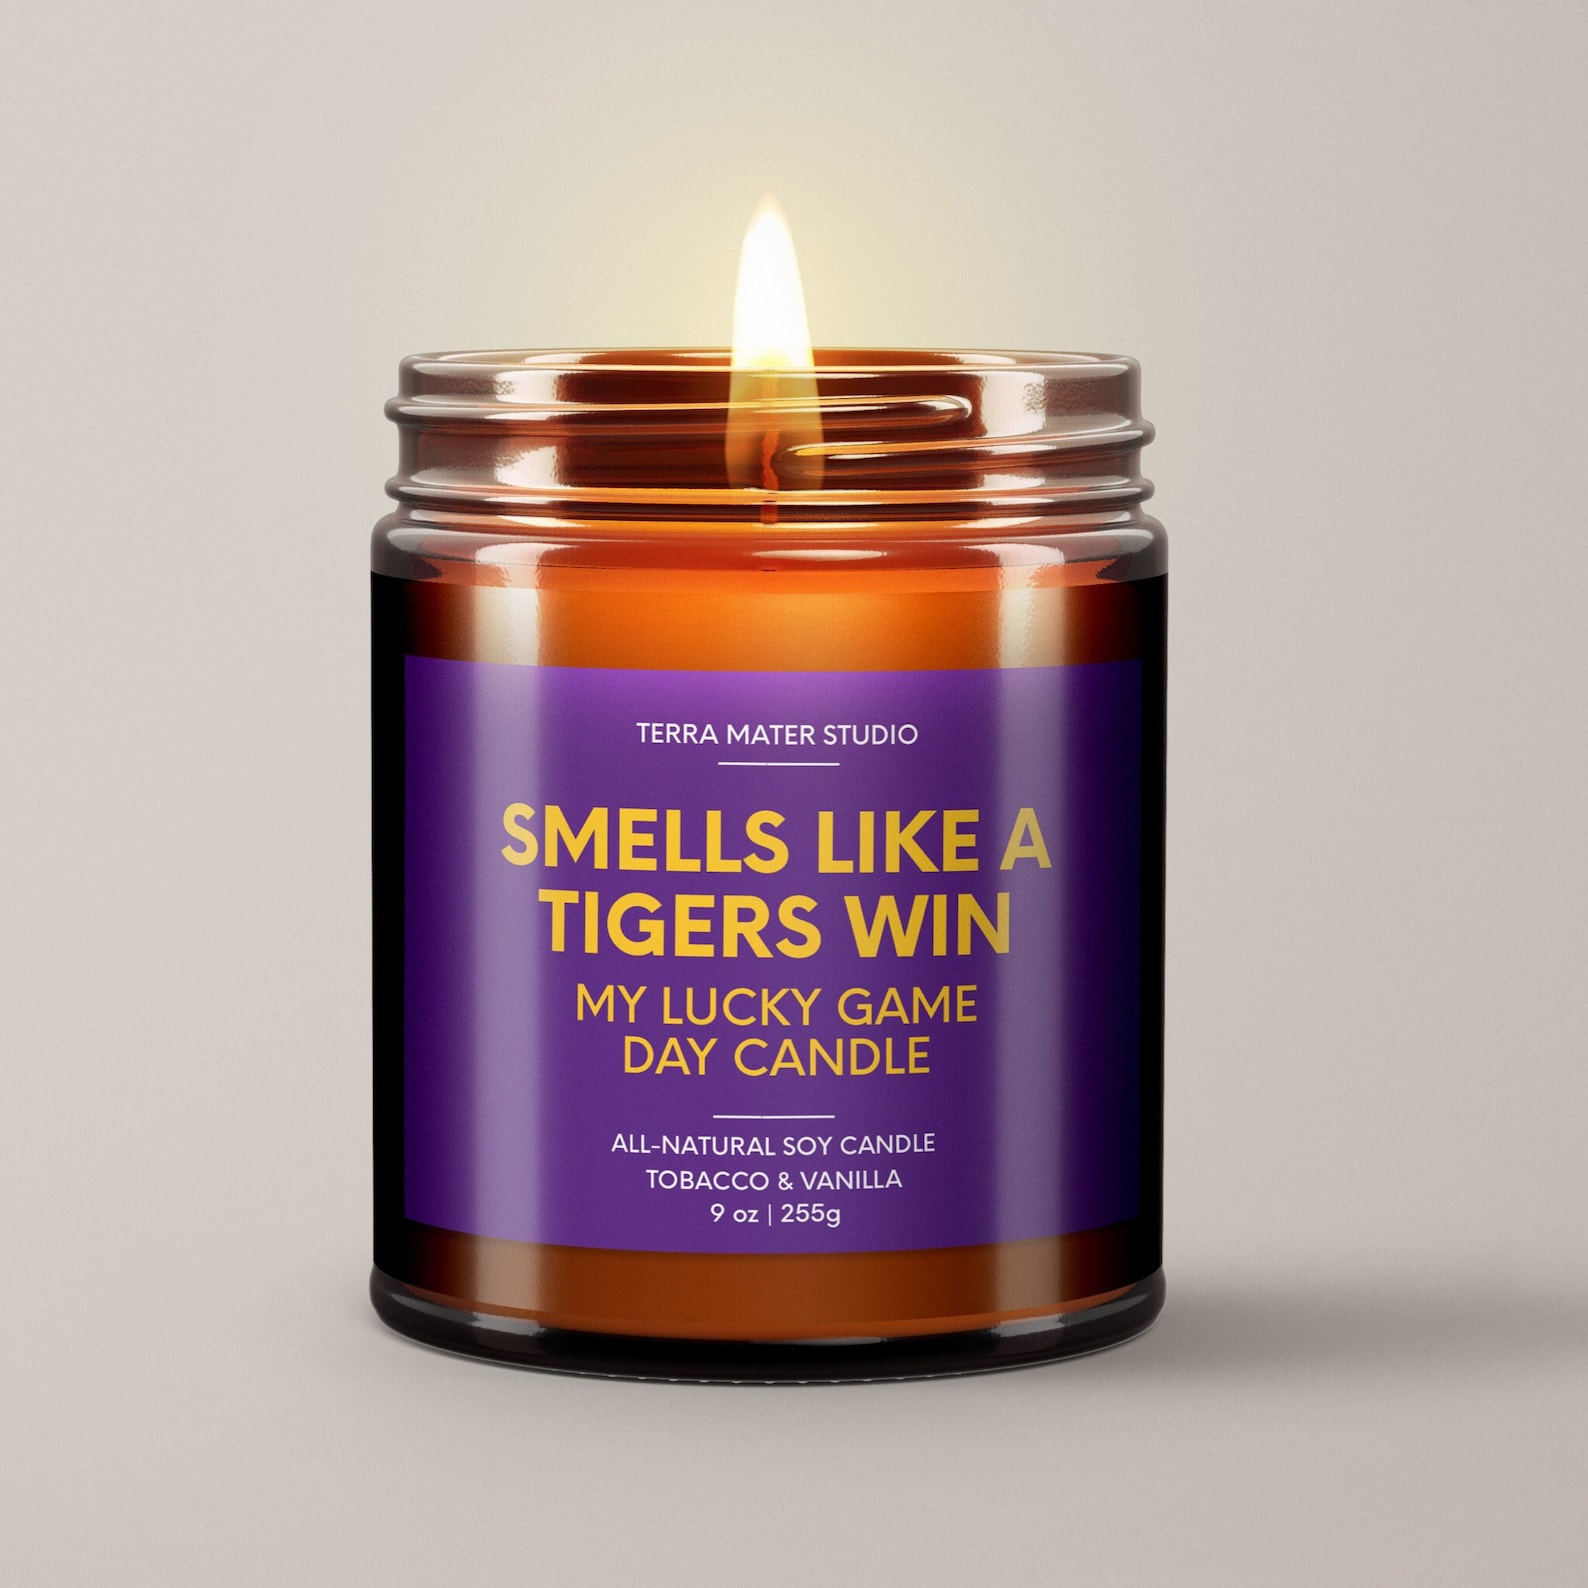 TERRA MATER STUDIO
SMELLS LIKE A
TIGERS WIN
MY LUCKY GAME
DAY CANDLE
ALL-NATURAL SOY CANDLE
TOBACCO & VANILLA
9 oz | 255g